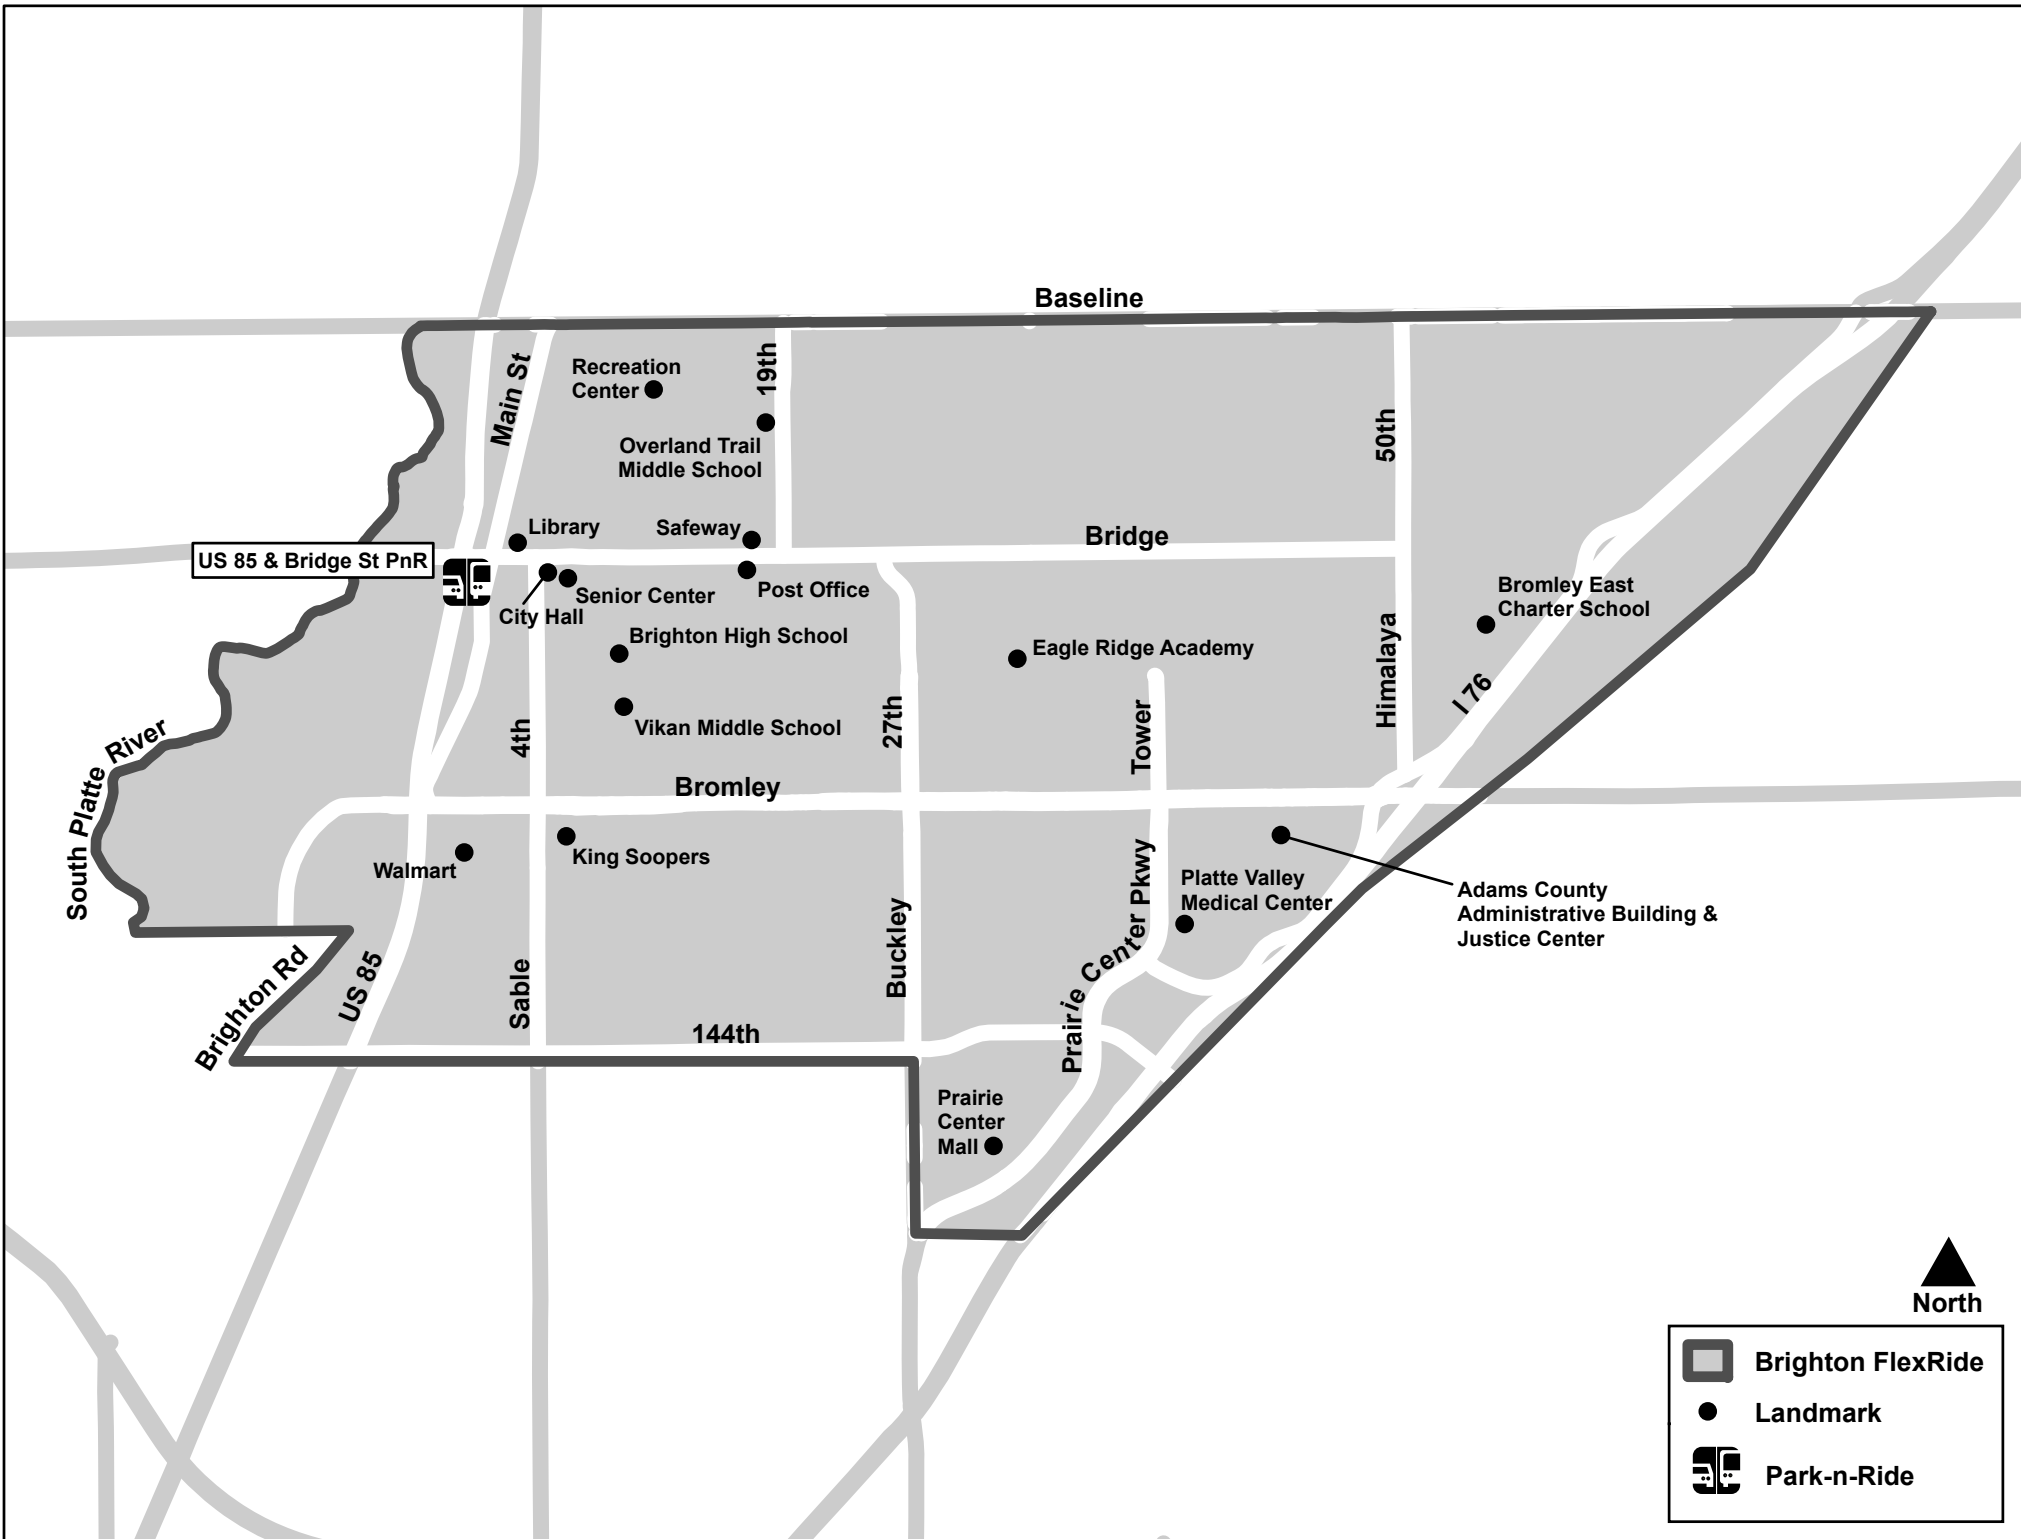 Baseline
Main St
Recreation
Center
19th
Overland Trail
Middle School
50th
Library
Safeway
Bridge
US 85 & Bridge St PnR
City Hall
Senior Center
Post Office
Bromley East
Charter School
Brighton High School
Eagle Ridge Academy
Himalaya
I 76
Vikan Middle School
4th
27th
Tower
South Platte River
Bromley
Walmart
King Soopers
Platte Valley
Medical Center
Adams County
Administrative Building &
Justice Center
Prairie Center Pkwy
Buckley
Sable
US 85
Brighton Rd
144th
Prairie
Center
Mall
North
Brighton FlexRide
Landmark
Park-n-Ride